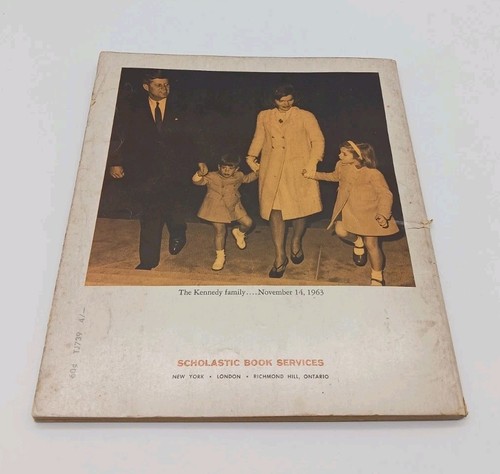 The Kennedy family....November 14, 1963
SCHOLASTIC BOOK SERVICES
NEW YORK • LONDON • RICHMOND HILL, ONTARIO